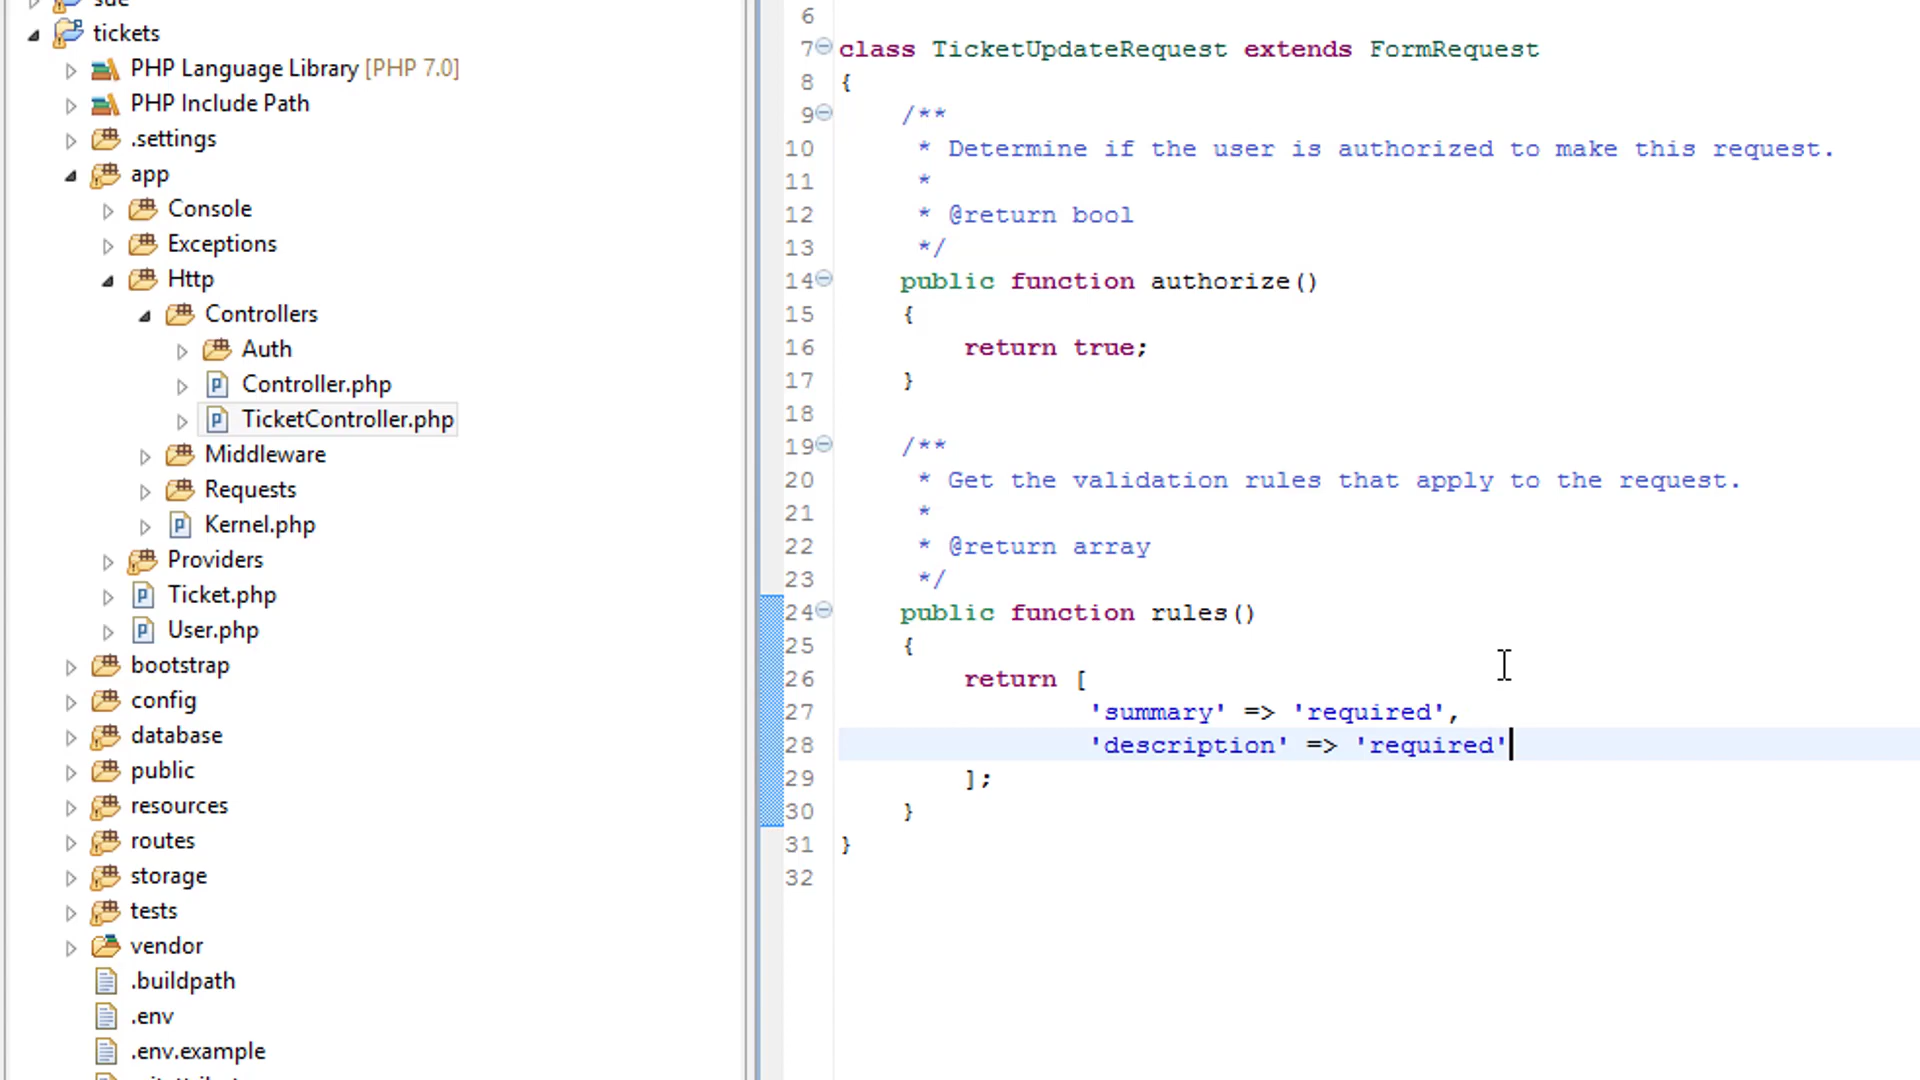 tickets
PHP Language Library [PHP 7.0]
PHP Include Path
.settings
app
Console
Exceptions
Http
Controllers
Auth
Controller.php
TicketController.php
Middleware
Requests
Kernel.php
Providers
Ticket.php
User.php
bootstrap
config
database
public
resources
routes
storage
tests
vendor
.buildpath
.env
.env.example
6
7 class TicketUpdateRequest extends FormRequest
8 {
9 /**
10 * Determine if the user is authorized to make this request.
11 *
12 * @return bool
13 */
14 public function authorize()
15 {
16 return true;
17 }
18
19 /**
20 * Get the validation rules that apply to the request.
21 *
22 * @return array
23 */
24 public function rules()
25 {
26 return [
27 'summary' => 'required',
28 'description' => 'required'
29 ];
30 }
31 }
32